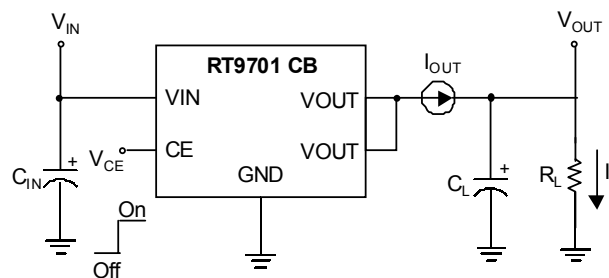 VIN
VOUT
RT9701 CB
IOUT
VIN
VOUT
VCE
CE
VOUT
GND
CIN
+
CL
+
RL
I
On
Off